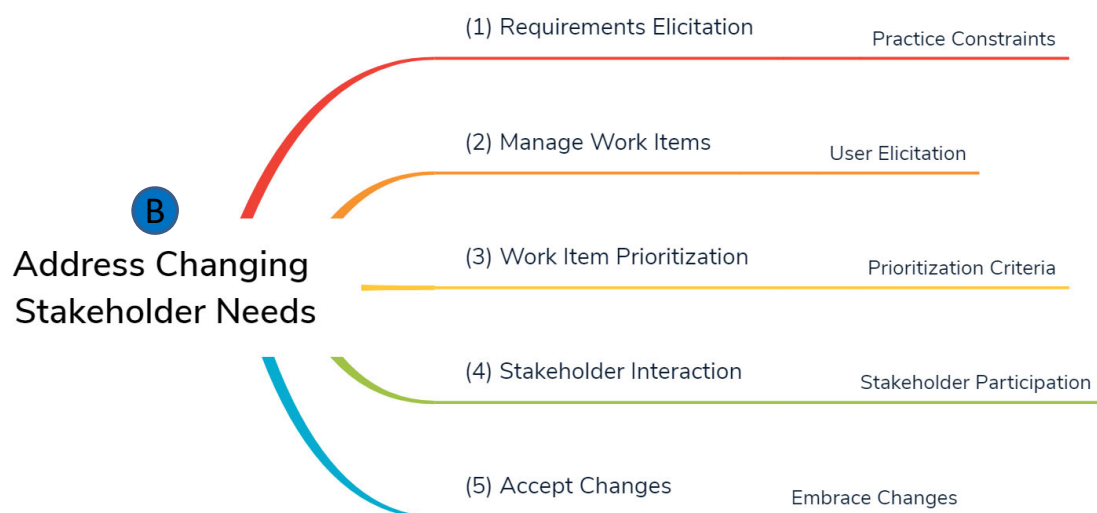 (1) Requirements Elicitation
Practice Constraints
(2) Manage Work Items
User Elicitation
B
Address Changing
Stakeholder Needs
(3) Work Item Prioritization
Prioritization Criteria
(4) Stakeholder Interaction
Stakeholder Participation
(5) Accept Changes
Embrace Changes